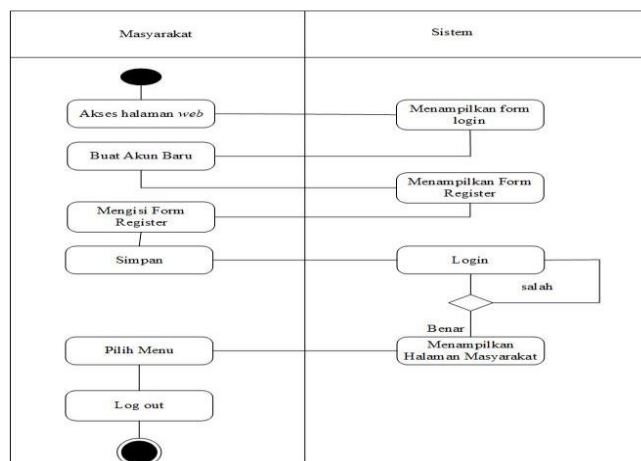 Masyarakat
Sistem
Akses halaman web
Menampilkan form
login
Buat Akun Baru
Menampilkan Form
Register
Mengisi Form
Register
Simpan
Login
salah
Benar
Pilih Menu
Menampilkan
Halaman Masyarakat
Log out